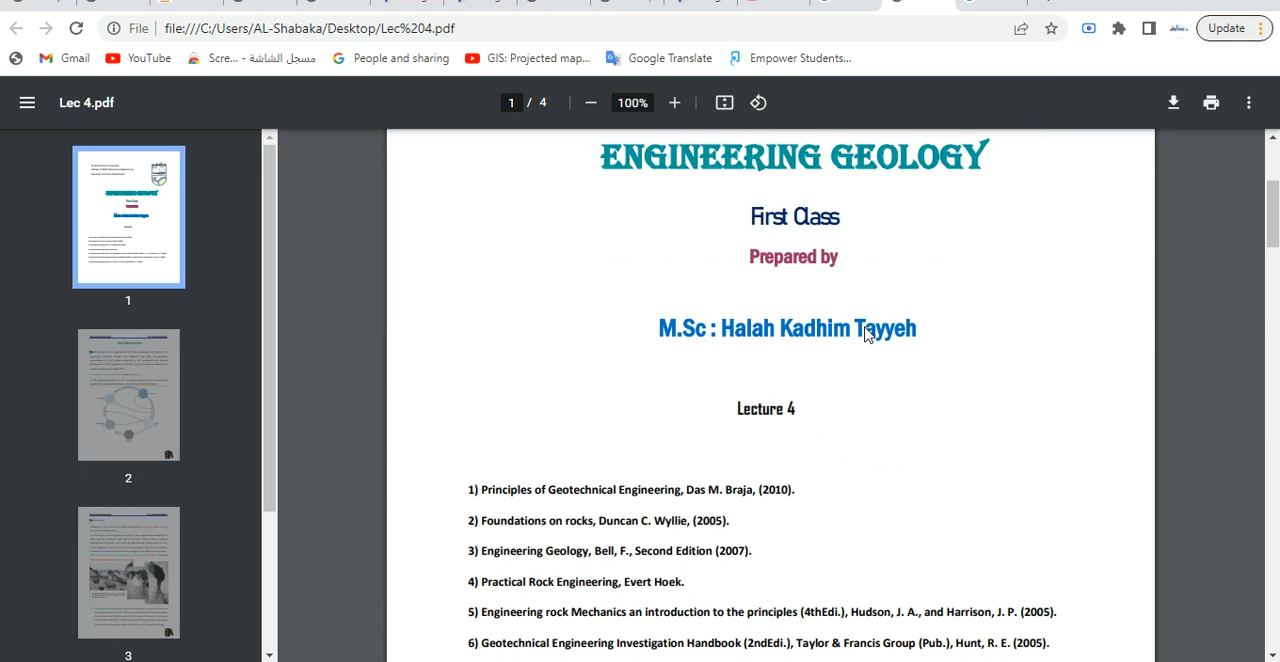 File file:///C:/Users/AL-Shabaka/Desktop/Lec%204.pdf Update
Gmail YouTube Scre... - مسجل الشاشة People and sharing GIS: Projected map... Google Translate Empower Students...
Lec 4.pdf 1 / 4 100%
ENGINEERING GEOLOGY
First Class
Prepared by
M.Sc : Halah Kadhim Tayyeh
Lecture 4
1) Principles of Geotechnical Engineering, Das M. Braja, (2010).
2) Foundations on rocks, Duncan C. Wyllie, (2005).
3) Engineering Geology, Bell, F., Second Edition (2007).
4) Practical Rock Engineering, Evert Hoek.
5) Engineering rock Mechanics an introduction to the principles (4thEdi.), Hudson, J. A., and Harrison, J. P. (2005).
6) Geotechnical Engineering Investigation Handbook (2ndEdi.), Taylor & Francis Group (Pub.), Hunt, R. E. (2005).
1
2
3